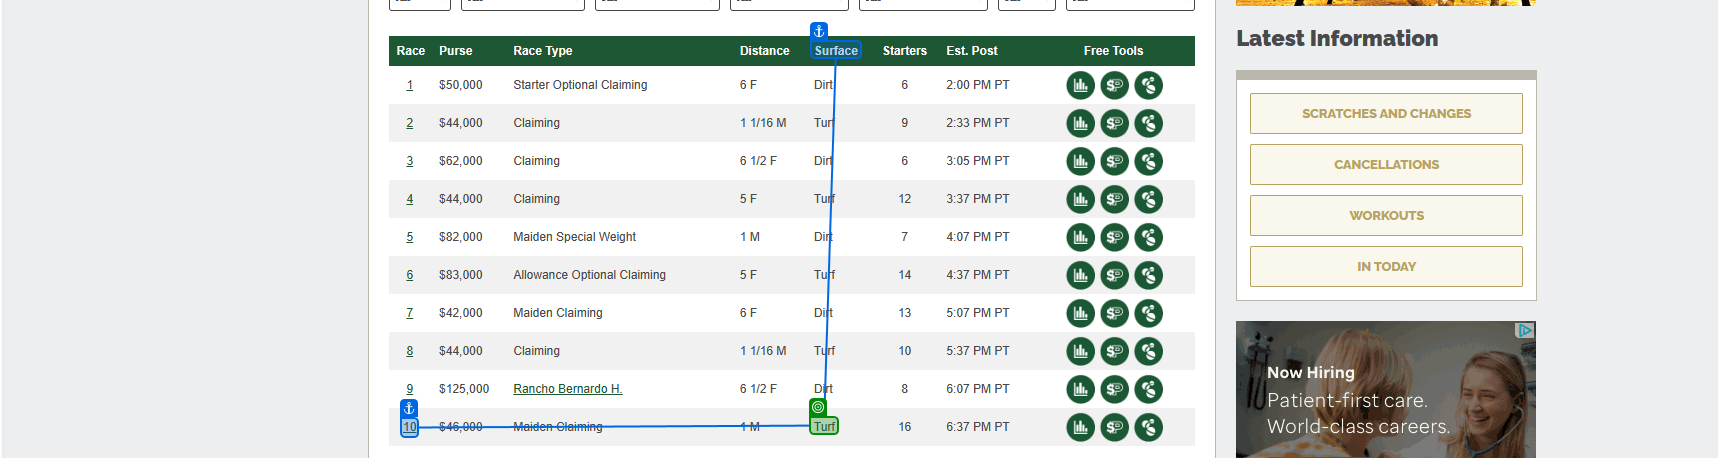 Race Purse Race Type Distance Surface Starters Est. Post Free Tools
1 $50,000 Starter Optional Claiming 6 F Dirt 6 2:00 PM PT
2 $44,000 Claiming 1 1/16 M Turf 9 2:33 PM PT
3 $62,000 Claiming 6 1/2 F Dirt 6 3:05 PM PT
4 $44,000 Claiming 5 F Turf 12 3:37 PM PT
5 $82,000 Maiden Special Weight 1 M Dirt 7 4:07 PM PT
6 $83,000 Allowance Optional Claiming 5 F Turf 14 4:37 PM PT
7 $42,000 Maiden Claiming 6 F Dirt 13 5:07 PM PT
8 $44,000 Claiming 1 1/16 M Turf 10 5:37 PM PT
9 $125,000 Rancho Bernardo H. 6 1/2 F Dirt 8 6:07 PM PT
10 $46,000 Maiden Claiming 1 M Turf 16 6:37 PM PT
Latest Information
SCRATCHES AND CHANGES
CANCELLATIONS
WORKOUTS
IN TODAY
Now Hiring
Patient-first care.
World-class careers.